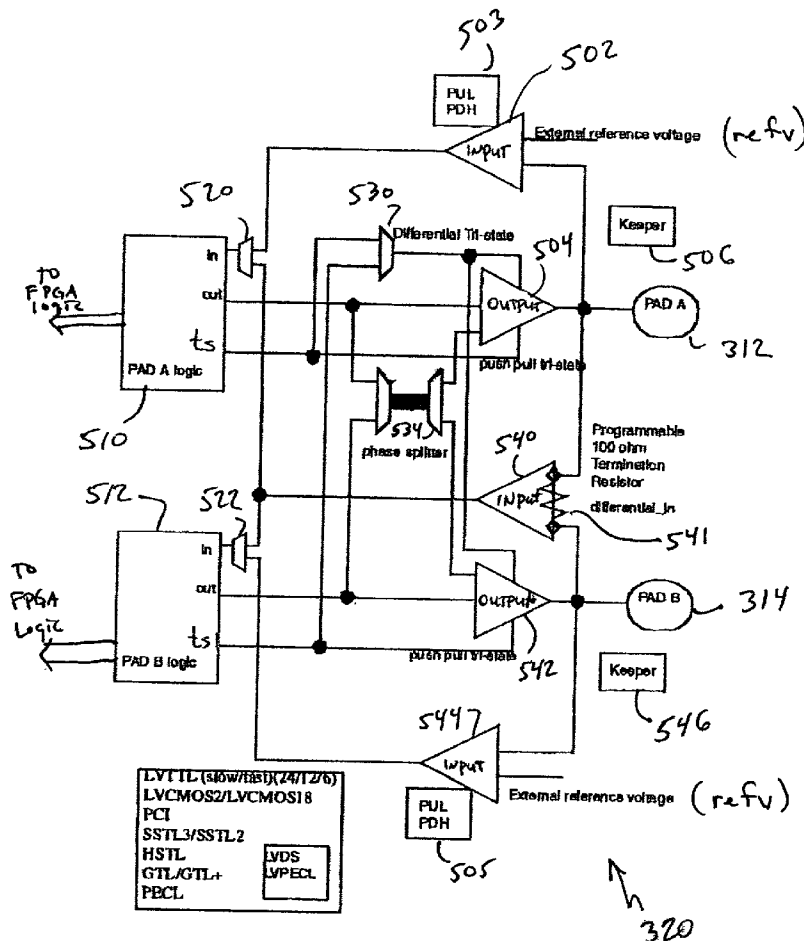 503
502
PUL
PDH
INPUT
External reference voltage (refv)
520
530
Differential Tri-state
504
Keeper
506
in
TO
FPGA
logic
out
OUTPUT
PAD A
ts
312
PAD A logic
push pull tri-state
510
534
phase splitter
540
Programmable
100 ohm
Termination
Resistor
512
522
INPUT
differential_in
541
in
TO
FPGA
LOGIC
out
OUTPUT
PAD B
314
ts
PAD B logic
push pull tri-state
542
Keeper
544
546
INPUT
LVTTL (slow/fast)(24/12/6)
LVCMOS2/LVCMOS18
PCI
SSTL3/SSTL2
HSTL
GTL/GTL+
PECL
LVDS
LVPECL
External reference voltage (refv)
PUL
PDH
505
320